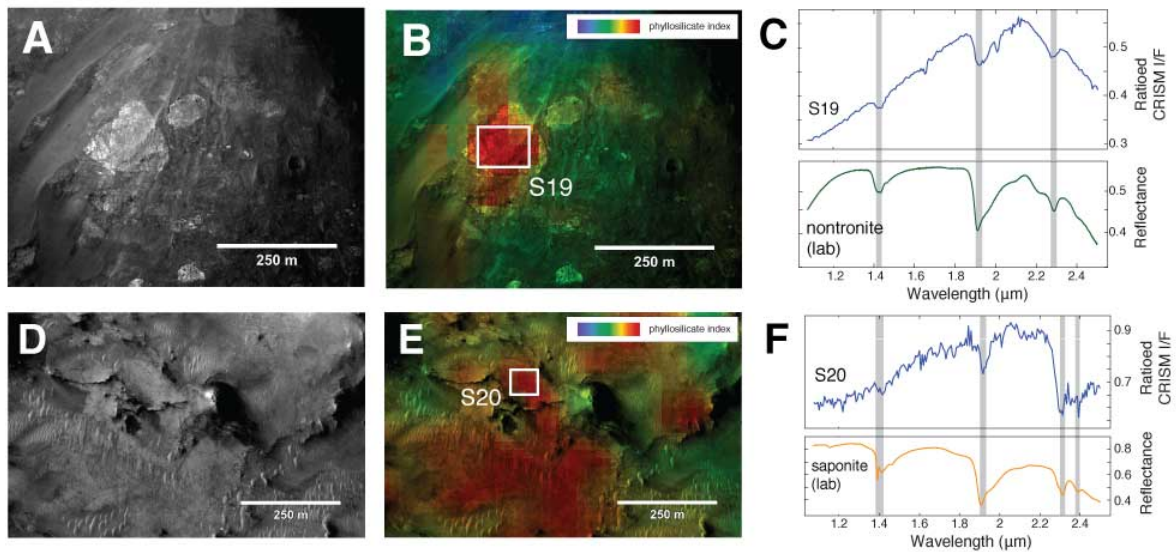 A
250 m
B
phyllosilicate index
S19
250 m
C
S19
0.5
0.4
0.3
Ratioed
CRISM I/F
nontronite
(lab)
0.5
0.4
Reflectance
1.2 1.4 1.6 1.8 2 2.2 2.4
Wavelength (µm)
D
250 m
E
phyllosilicate index
S20
250 m
F
S20
0.9
0.7
Ratioed
CRISM I/F
saponite
(lab)
0.8
0.6
0.4
Reflectance
1.2 1.4 1.6 1.8 2 2.2 2.4
Wavelength (µm)